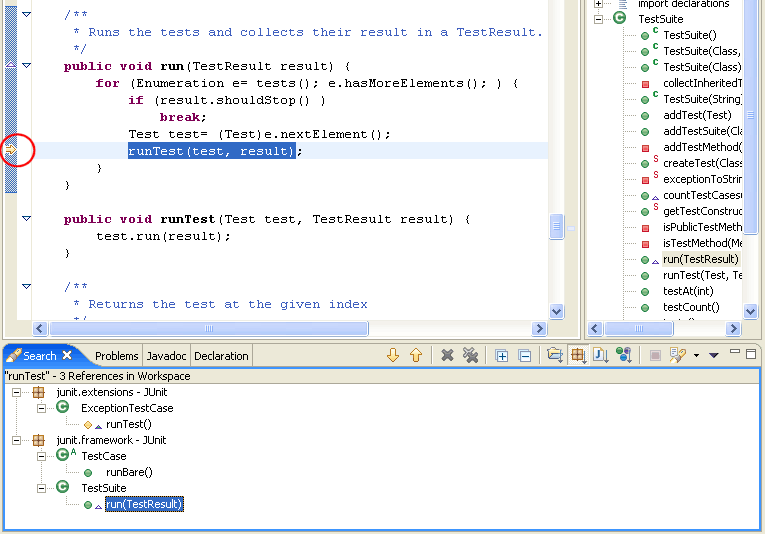 /**
* Runs the tests and collects their result in a TestResult.
*/
public void run(TestResult result) {
for (Enumeration e= tests(); e.hasMoreElements(); ) {
if (result.shouldStop() )
break;
Test test= (Test)e.nextElement();
runTest(test, result);
}
}
public void runTest(Test test, TestResult result) {
test.run(result);
}
/**
* Returns the test at the given index
import declarations
TestSuite
TestSuite()
TestSuite(Class,
TestSuite(Class)
collectInheritedT
TestSuite(String)
addTest(Test)
addTestSuite(Cla
addTestMethod(
createTest(Class
exceptionToStrin
countTestCases(
getTestConstruc
isPublicTestMeth
isTestMethod(Me
run(TestResult)
runTest(Test, Te
testAt(int)
testCount()
Search Problems Javadoc Declaration
"runTest" - 3 References in Workspace
junit.extensions - JUnit
ExceptionTestCase
runTest()
junit.framework - JUnit
TestCase
runBare()
TestSuite
run(TestResult)